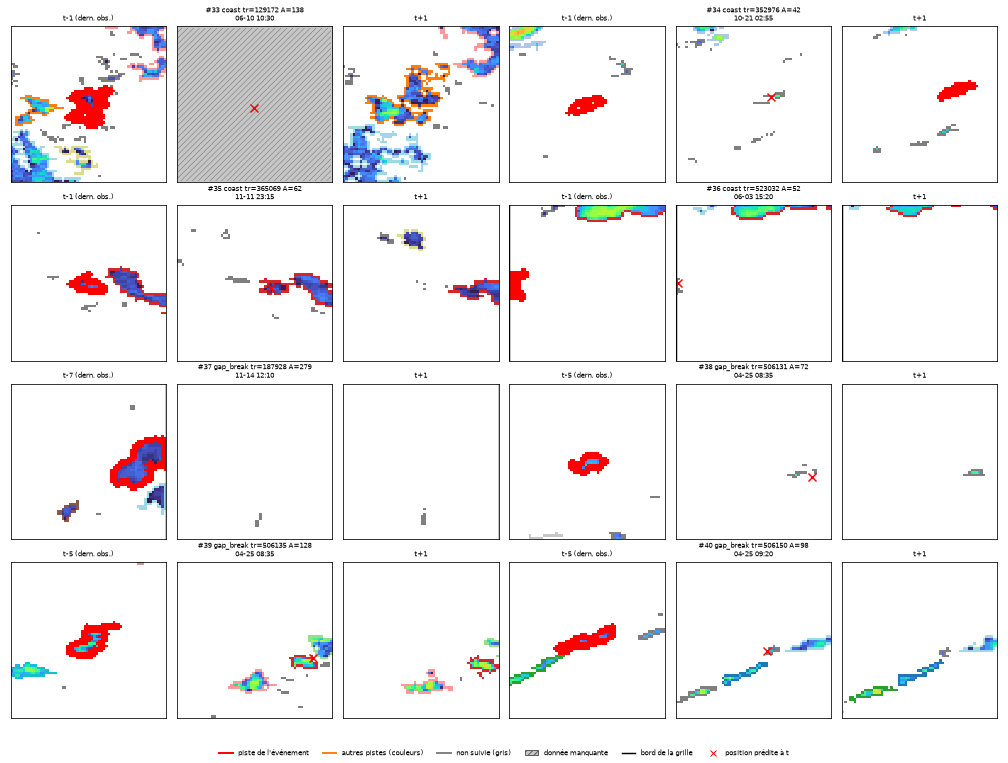 #33 coast tr=129172 A=138
t-1 (dern. obs.) 06-10 10:30 t+1
#34 coast tr=352976 A=42
t-1 (dern. obs.) 10-21 02:55 t+1
#35 coast tr=365069 A=62
t-1 (dern. obs.) 11-11 23:15 t+1
#36 coast tr=523032 A=52
t-1 (dern. obs.) 06-03 15:20 t+1
#37 gap_break tr=187928 A=279
t-7 (dern. obs.) 11-14 12:10 t+1
#38 gap_break tr=506131 A=72
t-5 (dern. obs.) 04-25 08:35 t+1
#39 gap_break tr=506135 A=128
t-5 (dern. obs.) 04-25 08:35 t+1
#40 gap_break tr=506150 A=98
t-5 (dern. obs.) 04-25 09:20 t+1
piste de l'événement autres pistes (couleurs) non suivie (gris) donnée manquante bord de la grille position prédite à t